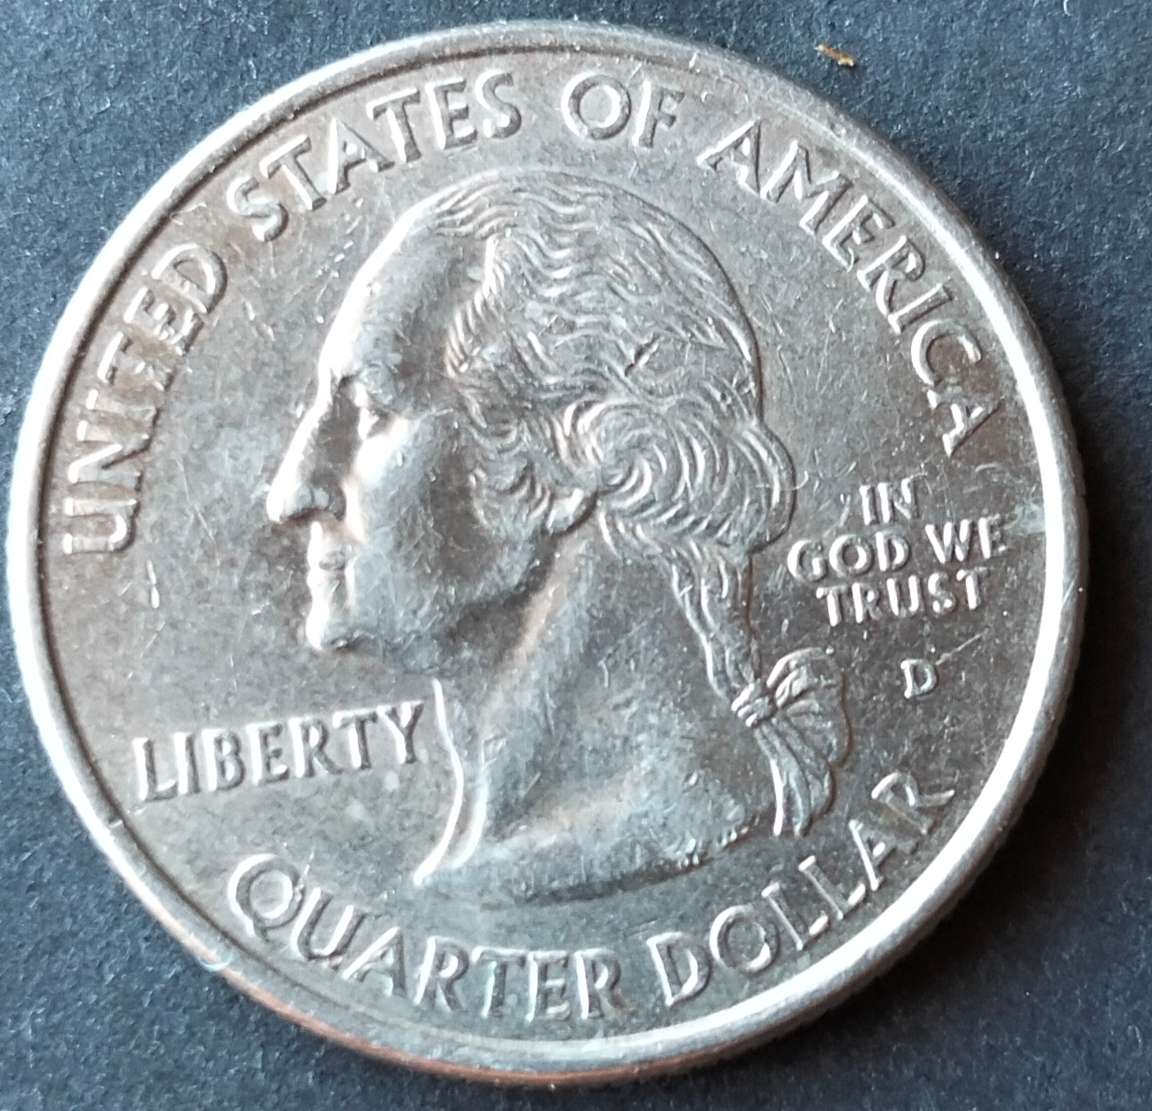 UNITED STATES OF AMERICA
IN
GOD WE
TRUST
D
LIBERTY
QUARTER DOLLAR